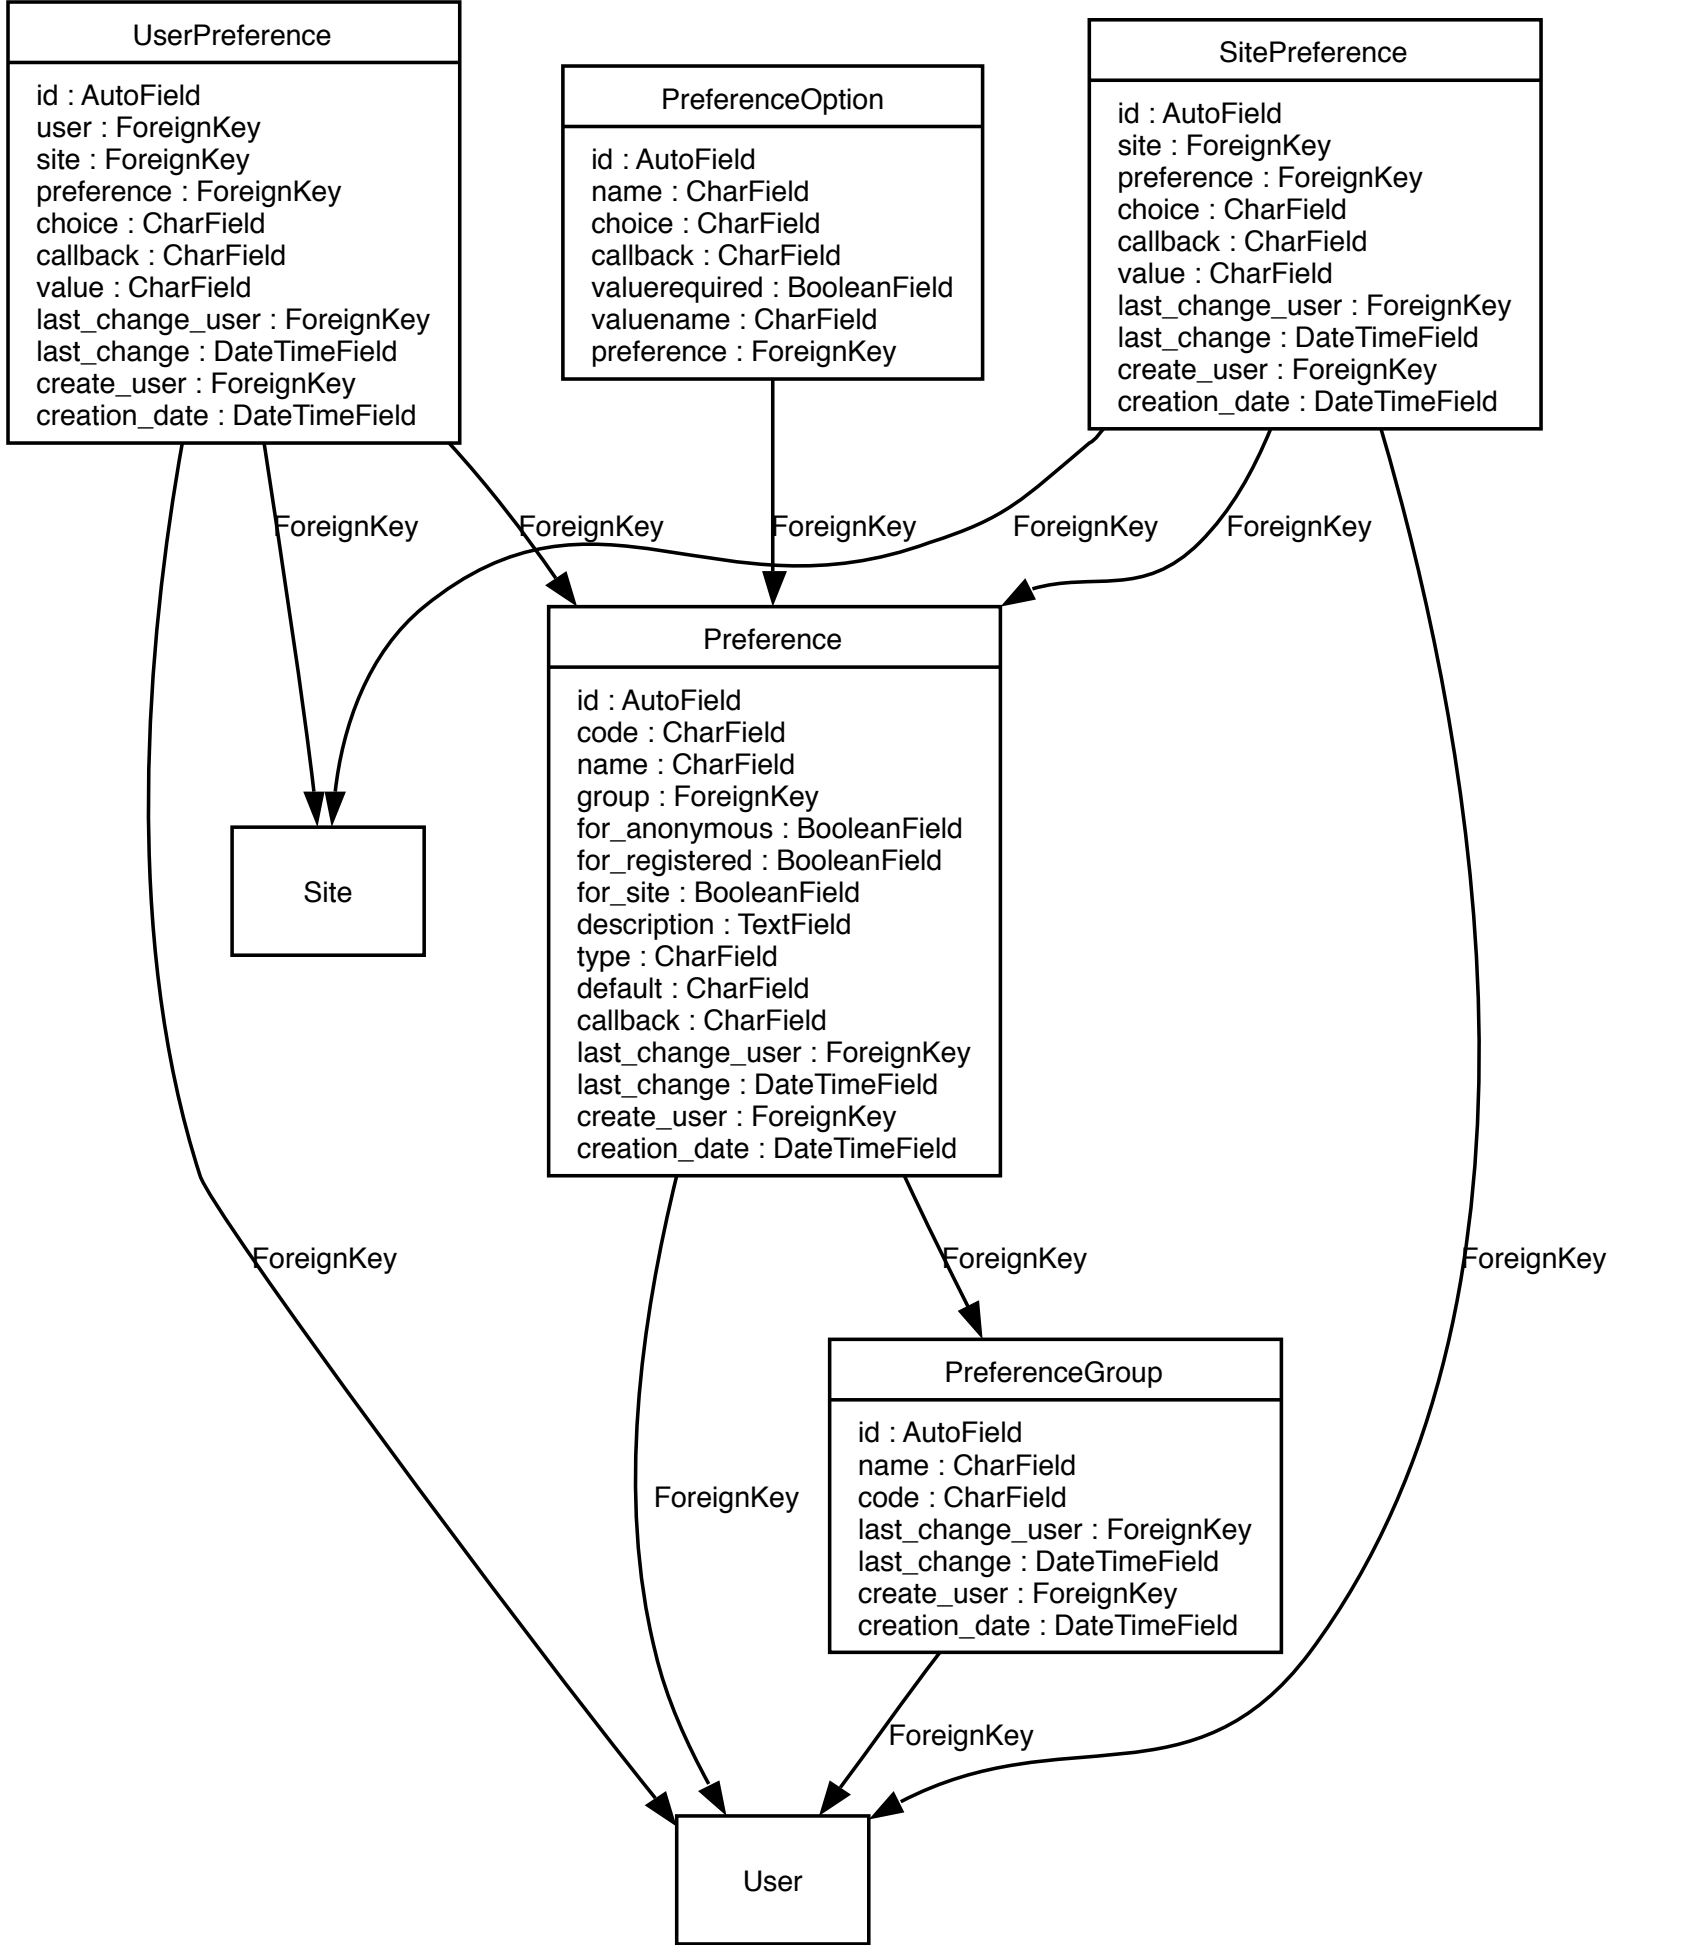 UserPreference
id : AutoField
user : ForeignKey
site : ForeignKey
preference : ForeignKey
choice : CharField
callback : CharField
value : CharField
last_change_user : ForeignKey
last_change : DateTimeField
create_user : ForeignKey
creation_date : DateTimeField
PreferenceOption
id : AutoField
name : CharField
choice : CharField
callback : CharField
valuerequired : BooleanField
valuename : CharField
preference : ForeignKey
SitePreference
id : AutoField
site : ForeignKey
preference : ForeignKey
choice : CharField
callback : CharField
value : CharField
last_change_user : ForeignKey
last_change : DateTimeField
create_user : ForeignKey
creation_date : DateTimeField
ForeignKey
ForeignKey
ForeignKey
ForeignKey
ForeignKey
Preference
id : AutoField
code : CharField
name : CharField
group : ForeignKey
for_anonymous : BooleanField
for_registered : BooleanField
for_site : BooleanField
description : TextField
type : CharField
default : CharField
callback : CharField
last_change_user : ForeignKey
last_change : DateTimeField
create_user : ForeignKey
creation_date : DateTimeField
Site
ForeignKey
ForeignKey
ForeignKey
PreferenceGroup
id : AutoField
name : CharField
code : CharField
last_change_user : ForeignKey
last_change : DateTimeField
create_user : ForeignKey
creation_date : DateTimeField
ForeignKey
ForeignKey
User